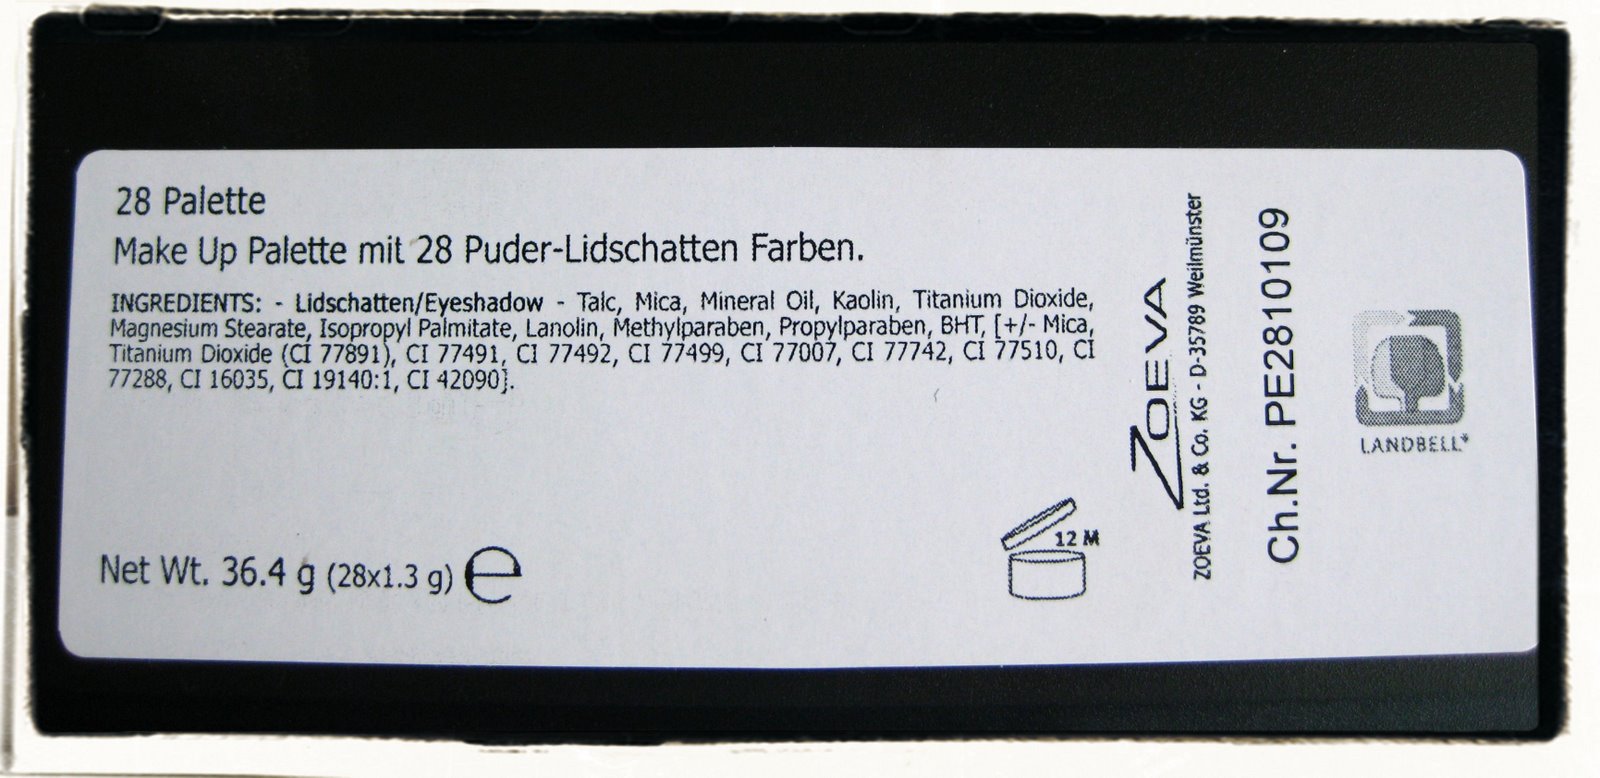 28 Palette
Make Up Palette mit 28 Puder-Lidschatten Farben.
INGREDIENTS: - Lidschatten/Eyeshadow - Talc, Mica, Mineral Oil, Kaolin, Titanium Dioxide,
Magnesium Stearate, Isopropyl Palmitate, Lanolin, Methylparaben, Propylparaben, BHT, [+/- Mica,
Titanium Dioxide (CI 77891), CI 77491, CI 77492, CI 77499, CI 77007, CI 77742, CI 77510, CI
77288, CI 16035, CI 19140:1, CI 42090].
Net Wt. 36.4 g (28x1.3 g) e
12 M
ZOEVA
ZOEVA Ltd. & Co. KG - D-35789 Weilmünster
Ch.Nr. PE2810109
LANDBELL®